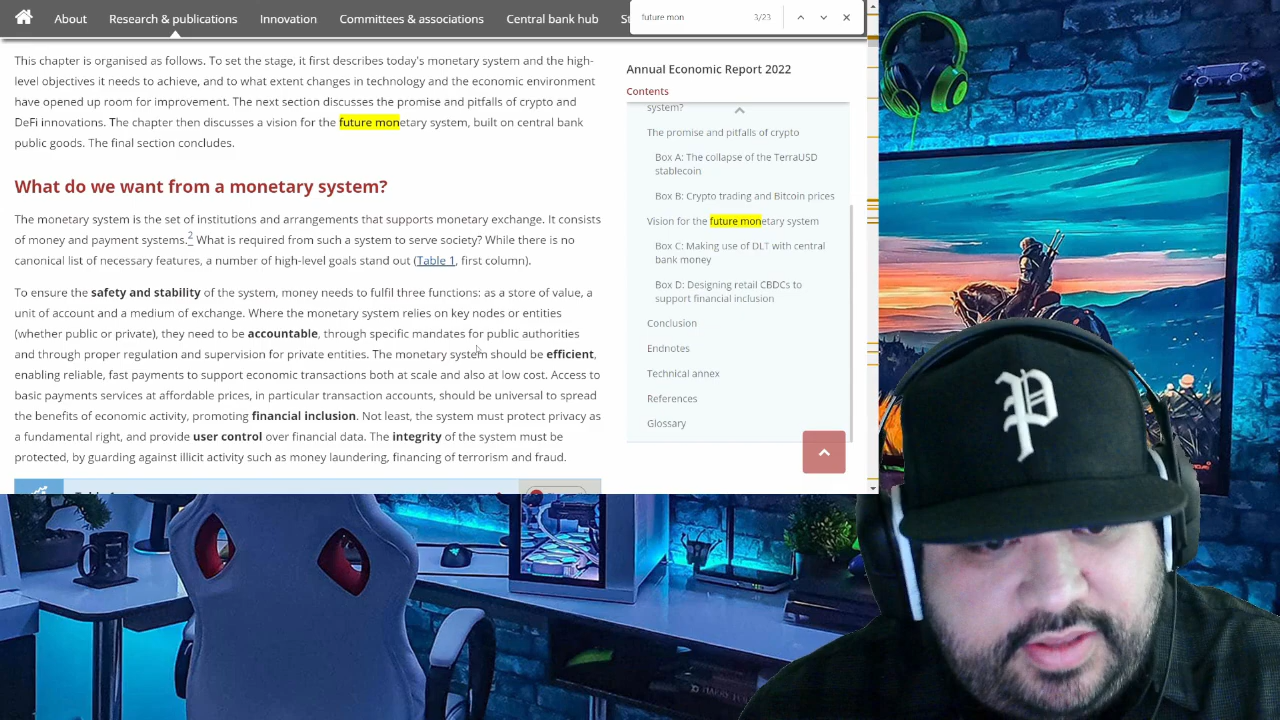 About
Research & publications
Innovation
Committees & associations
Central bank hub
future mon
3/23
This chapter is organised as follows. To set the stage, it first describes today's monetary system and the high-
level objectives it needs to achieve, and to what extent changes in technology and the economic environment
have opened up room for improvement. The next section discusses the promise and pitfalls of crypto and
DeFi innovations. The chapter then discusses a vision for the future monetary system, built on central bank
public goods. The final section concludes.
What do we want from a monetary system?
The monetary system is the set of institutions and arrangements that supports monetary exchange. It consists
of money and payment systems.2 What is required from such a system to serve society? While there is no
canonical list of necessary features, a number of high-level goals stand out (Table 1, first column).
To ensure the safety and stability of the system, money needs to fulfil three functions: as a store of value, a
unit of account and a medium of exchange. Where the monetary system relies on key nodes or entities
(whether public or private), they need to be accountable, through specific mandates for public authorities
and through proper regulation and supervision for private entities. The monetary system should be efficient,
enabling reliable, fast payments to support economic transactions both at scale and also at low cost. Access to
basic payments services at affordable prices, in particular transaction accounts, should be universal to spread
the benefits of economic activity, promoting financial inclusion. Not least, the system must protect privacy as
a fundamental right, and provide user control over financial data. The integrity of the system must be
protected, by guarding against illicit activity such as money laundering, financing of terrorism and fraud.
Annual Economic Report 2022
Contents
system?
The promise and pitfalls of crypto
Box A: The collapse of the TerraUSD
stablecoin
Box B: Crypto trading and Bitcoin prices
Vision for the future monetary system
Box C: Making use of DLT with central
bank money
Box D: Designing retail CBDCs to
support financial inclusion
Conclusion
Endnotes
Technical annex
References
Glossary
P